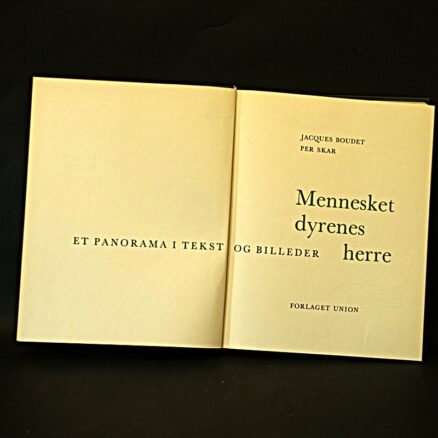 JACQUES BOUDET
PER SKAR
Mennesket
dyrenes
herre
ET PANORAMA I TEKST OG BILLEDER
FORLAGET UNION